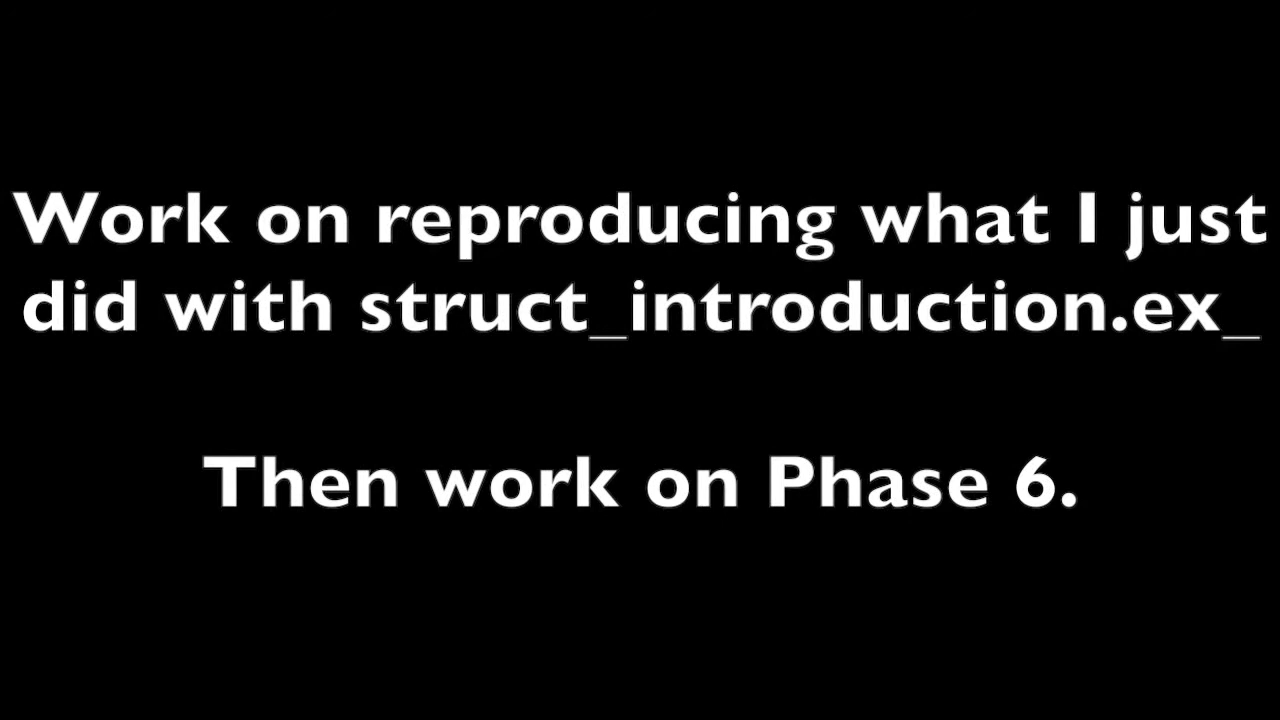 Work on reproducing what I just
did with struct_introduction.ex_
Then work on Phase 6.